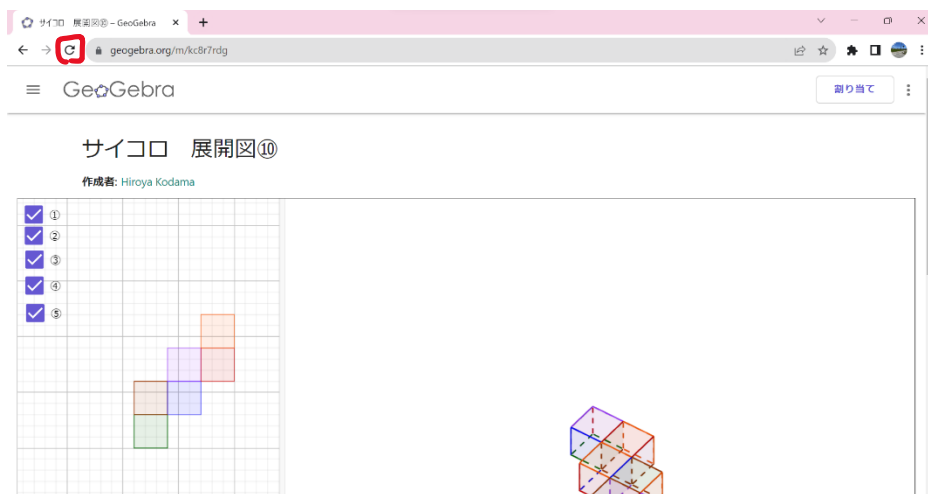 サイコロ 展開図⑩ – GeoGebra
geogebra.org/m/kc8r7rdg
GeoGebra
割り当て
サイコロ　展開図⑩
作成者: Hiroya Kodama
①
②
③
④
⑤